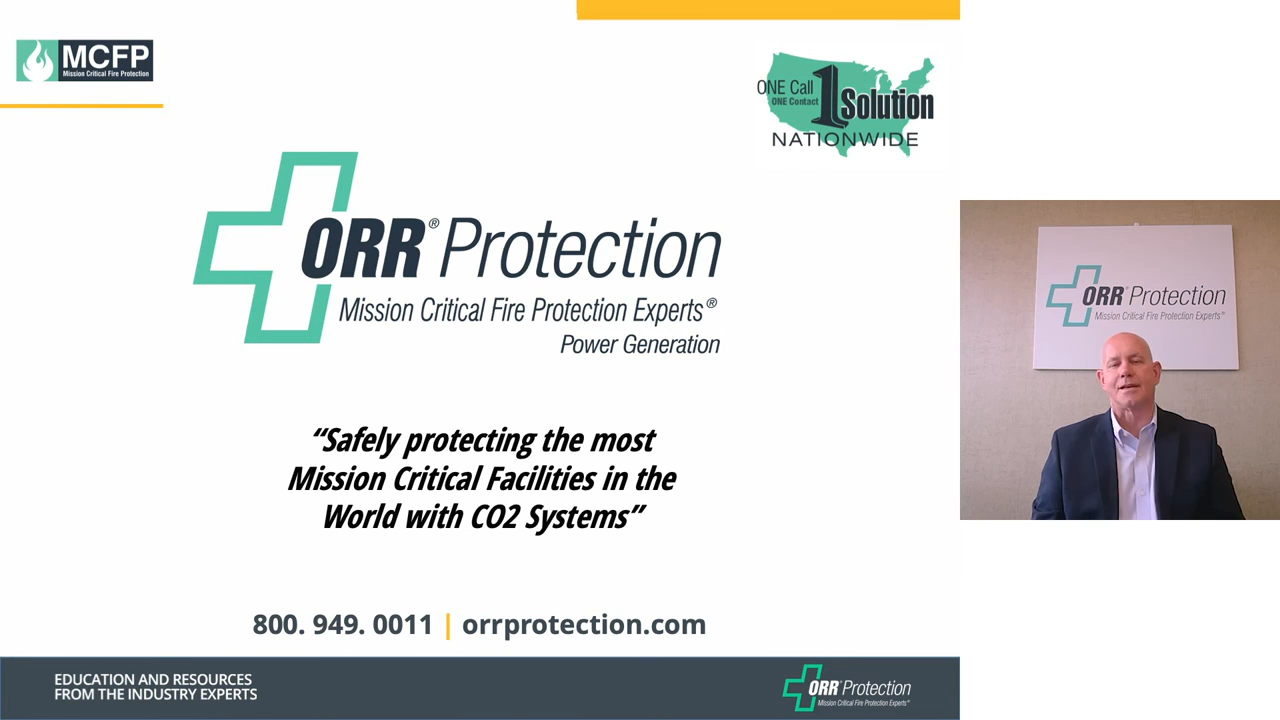 MCFP
Mission Critical Fire Protection
ONE Call
ONE Contact
1 Solution
NATIONWIDE
ORR® Protection
Mission Critical Fire Protection Experts®
Power Generation
“Safely protecting the most
Mission Critical Facilities in the
World with CO2 Systems”
800. 949. 0011 | orrprotection.com
EDUCATION AND RESOURCES
FROM THE INDUSTRY EXPERTS
ORR® Protection
Mission Critical Fire Protection Experts®
ORR® Protection
Mission Critical Fire Protection Experts®